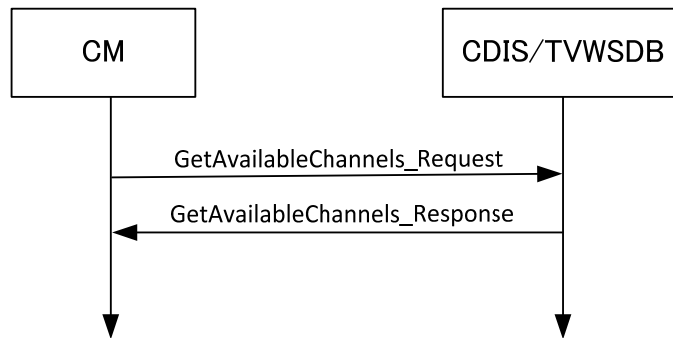 CM
CDIS/TVWSDB
GetAvailableChannels_Request
GetAvailableChannels_Response